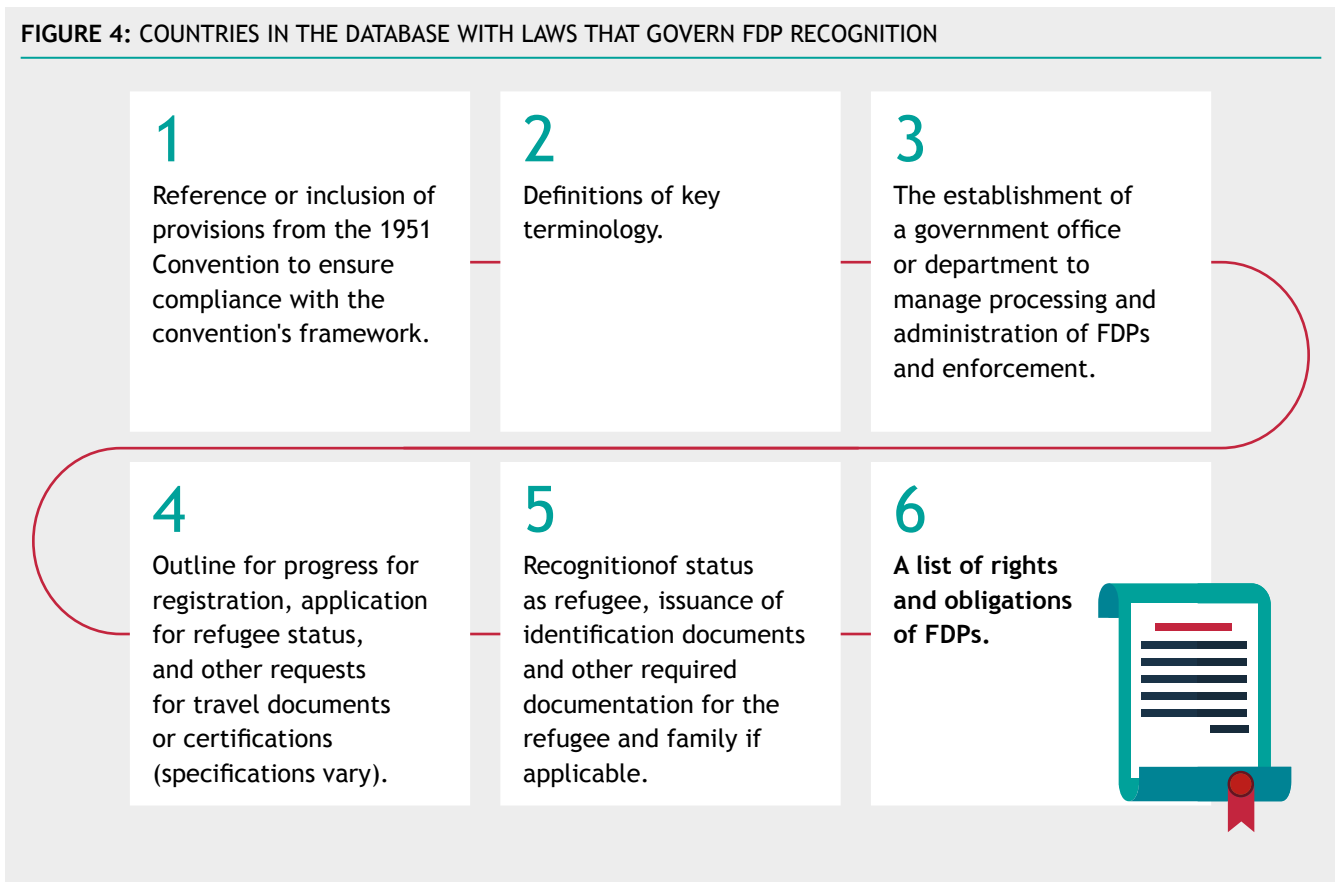 FIGURE 4: COUNTRIES IN THE DATABASE WITH LAWS THAT GOVERN FDP RECOGNITION
1
Reference or inclusion of
provisions from the 1951
Convention to ensure
compliance with the
convention's framework.
2
Definitions of key
terminology.
3
The establishment of
a government office
or department to
manage processing and
administration of FDPs
and enforcement.
4
Outline for progress for
registration, application
for refugee status,
and other requests
for travel documents
or certifications
(specifications vary).
5
Recognitionof status
as refugee, issuance of
identification documents
and other required
documentation for the
refugee and family if
applicable.
6
A list of rights
and obligations
of FDPs.